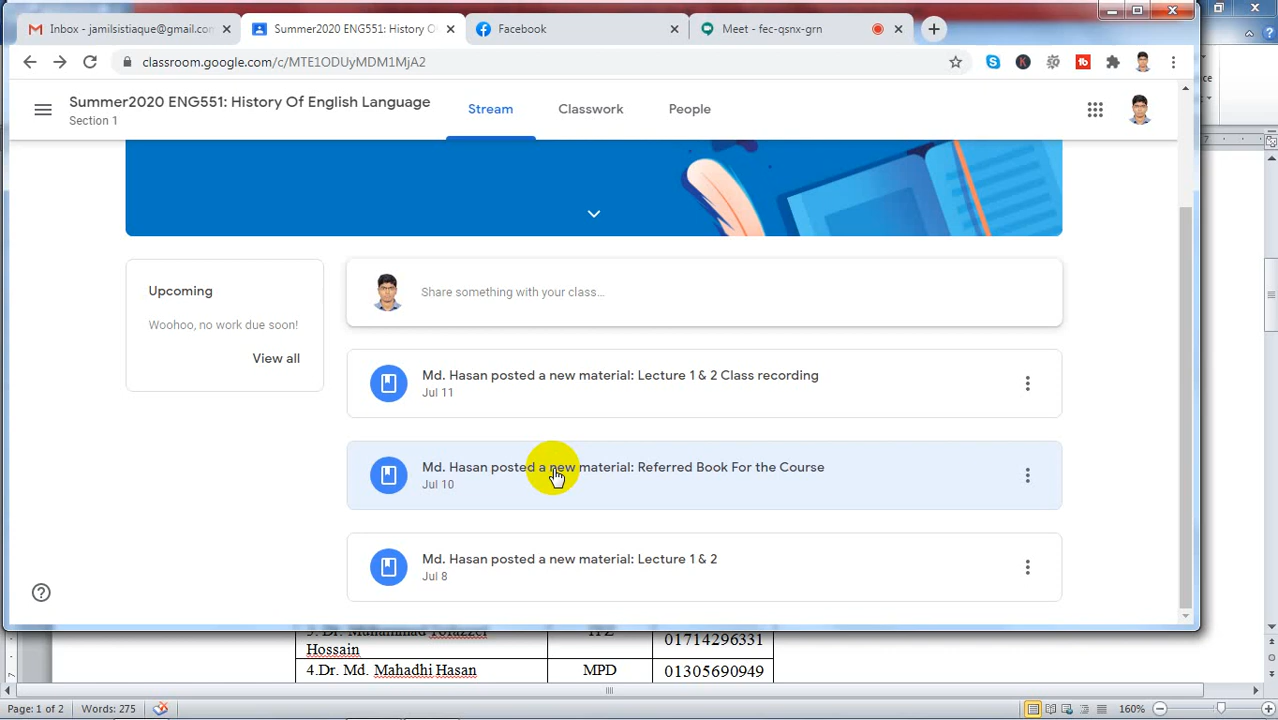 Inbox - jamilsistiaque@gmail.con
Summer2020 ENG551: History O
Facebook
Meet - fec-qsnx-grn
classroom.google.com/c/MTE1ODUyMDM1MjA2
Summer2020 ENG551: History Of English Language
Section 1
Stream
Classwork
People
Upcoming
Woohoo, no work due soon!
View all
Share something with your class...
Md. Hasan posted a new material: Lecture 1 & 2 Class recording
Jul 11
Md. Hasan posted a new material: Referred Book For the Course
Jul 10
Md. Hasan posted a new material: Lecture 1 & 2
Jul 8
Hossain
01714296331
4.Dr. Md. Mahadhi Hasan
MPD
01305690949
Page: 1 of 2
Words: 275
160%